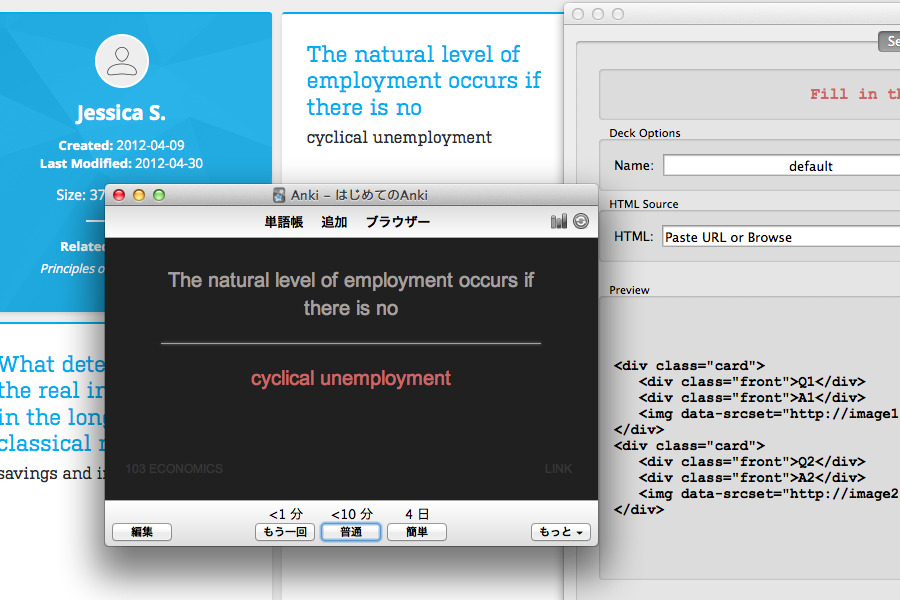 Jessica S.
Created: 2012-04-09
Last Modified: 2012-04-30
Size: 37
Related
Principles o
The natural level of
employment occurs if
there is no
cyclical unemployment
What dete
the real in
in the long
classical
savings and i
Anki – はじめてのAnki
単語帳 追加 ブラウザー
The natural level of employment occurs if
there is no
cyclical unemployment
103 ECONOMICS LINK
<1 分 <10 分 4 日
編集 もう一回 普通 簡単 もっと
Se
Fill in th
Deck Options
Name: default
HTML Source
HTML: Paste URL or Browse
Preview
<div class="card">
<div class="front">Q1</div>
<div class="front">A1</div>
<img data-srcset="http://image1
</div>
<div class="card">
<div class="front">Q2</div>
<div class="front">A2</div>
<img data-srcset="http://image2
</div>